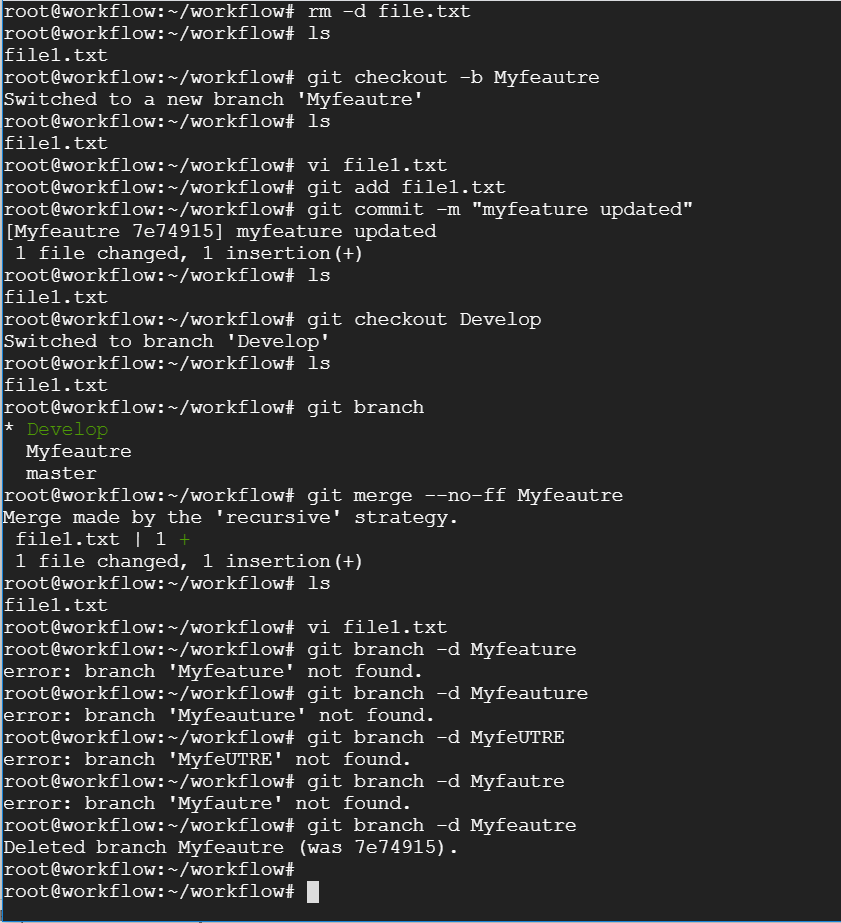 root@workflow:~/workflow# rm -d file.txt
root@workflow:~/workflow# ls
file1.txt
root@workflow:~/workflow# git checkout -b Myfeautre
Switched to a new branch 'Myfeautre'
root@workflow:~/workflow# ls
file1.txt
root@workflow:~/workflow# vi file1.txt
root@workflow:~/workflow# git add file1.txt
root@workflow:~/workflow# git commit -m "myfeature updated"
[Myfeautre 7e74915] myfeature updated
 1 file changed, 1 insertion(+)
root@workflow:~/workflow# ls
file1.txt
root@workflow:~/workflow# git checkout Develop
Switched to branch 'Develop'
root@workflow:~/workflow# ls
file1.txt
root@workflow:~/workflow# git branch
* Develop
  Myfeautre
  master
root@workflow:~/workflow# git merge --no-ff Myfeautre
Merge made by the 'recursive' strategy.
 file1.txt | 1 +
 1 file changed, 1 insertion(+)
root@workflow:~/workflow# ls
file1.txt
root@workflow:~/workflow# vi file1.txt
root@workflow:~/workflow# git branch -d Myfeature
error: branch 'Myfeature' not found.
root@workflow:~/workflow# git branch -d Myfeauture
error: branch 'Myfeauture' not found.
root@workflow:~/workflow# git branch -d MyfeUTRE
error: branch 'MyfeUTRE' not found.
root@workflow:~/workflow# git branch -d Myfautre
error: branch 'Myfautre' not found.
root@workflow:~/workflow# git branch -d Myfeautre
Deleted branch Myfeautre (was 7e74915).
root@workflow:~/workflow#
root@workflow:~/workflow#